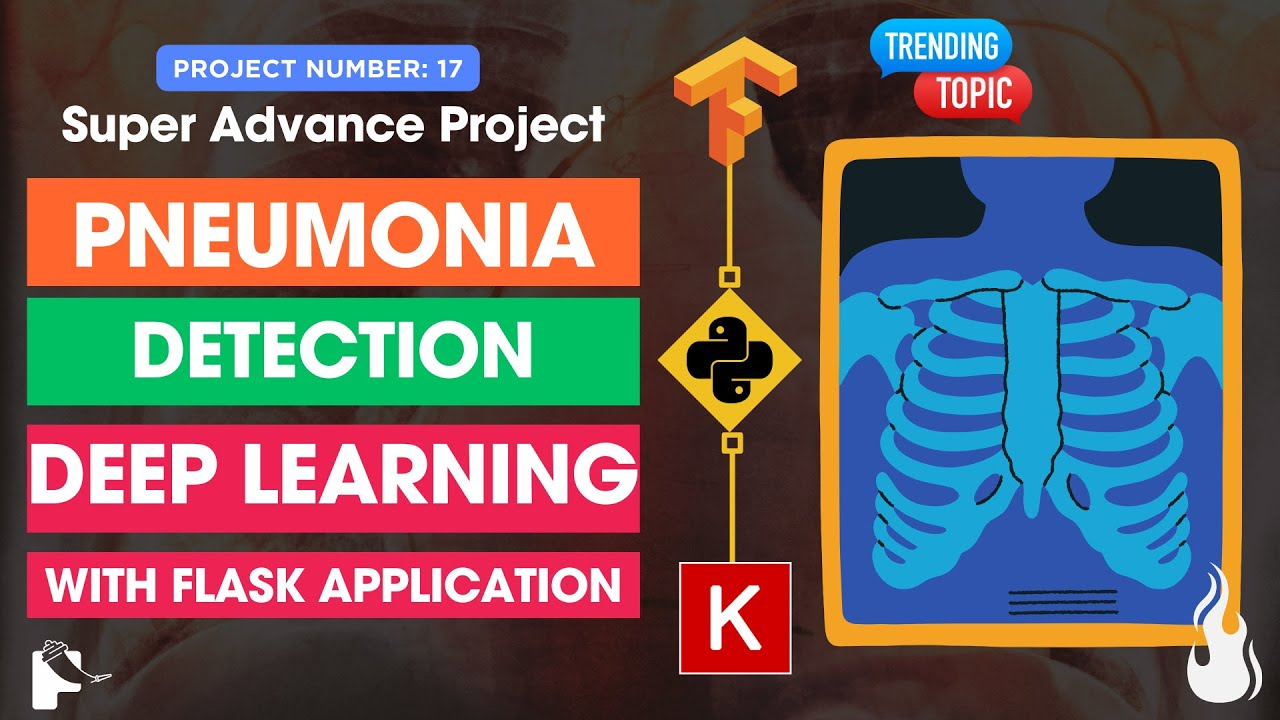 PROJECT NUMBER: 17
Super Advance Project
PNEUMONIA
DETECTION
DEEP LEARNING
WITH FLASK APPLICATION
TRENDING
TOPIC
K